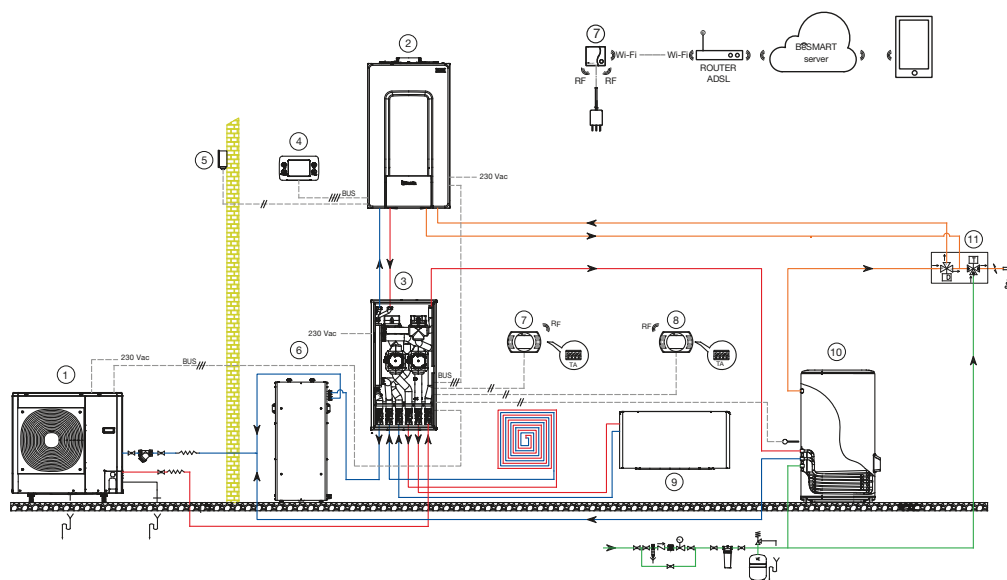 2
7
Wi-Fi
Wi-Fi
RF
RF
ROUTER
ADSL
BeSMART
server
4
5
BUS
230 Vac
11
3
7
RF
8
RF
230 Vac
TA
TA
BUS
6
10
1
230 Vac
BUS
9